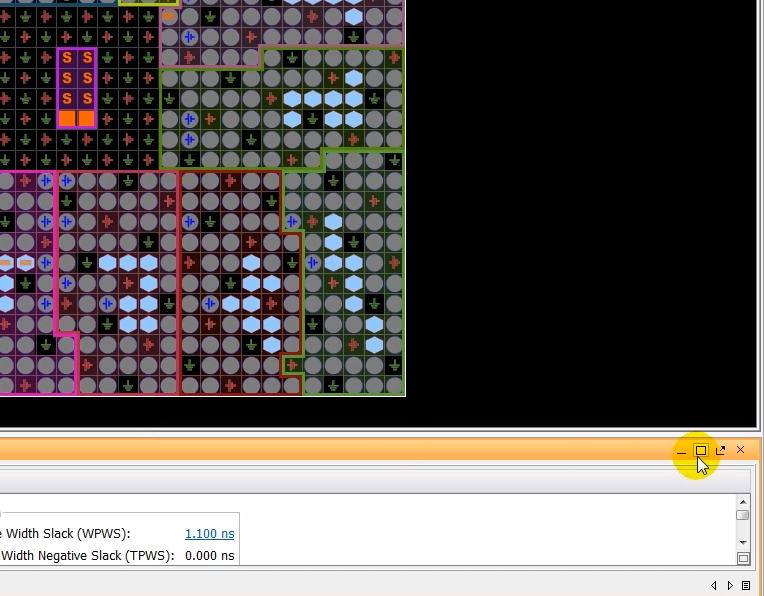 S S
S S
S S
e Width Slack (WPWS): 1.100 ns
Width Negative Slack (TPWS): 0.000 ns